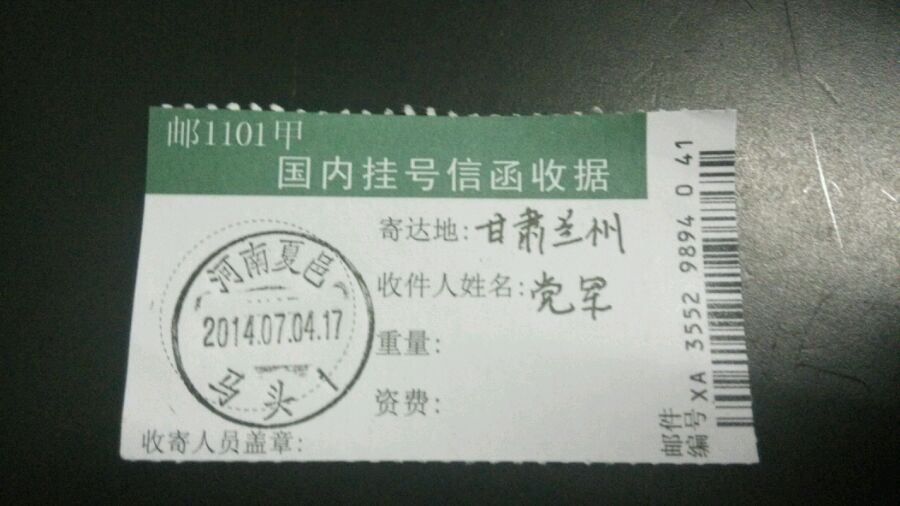 邮1101甲
国内挂号信函收据
寄达地:甘肃兰州
收件人姓名:党军
重量:
资费:
河南夏邑
2014.07.04.17
马头 1
收寄人员盖章:
邮件
编号 XA 3552 9894 0 41